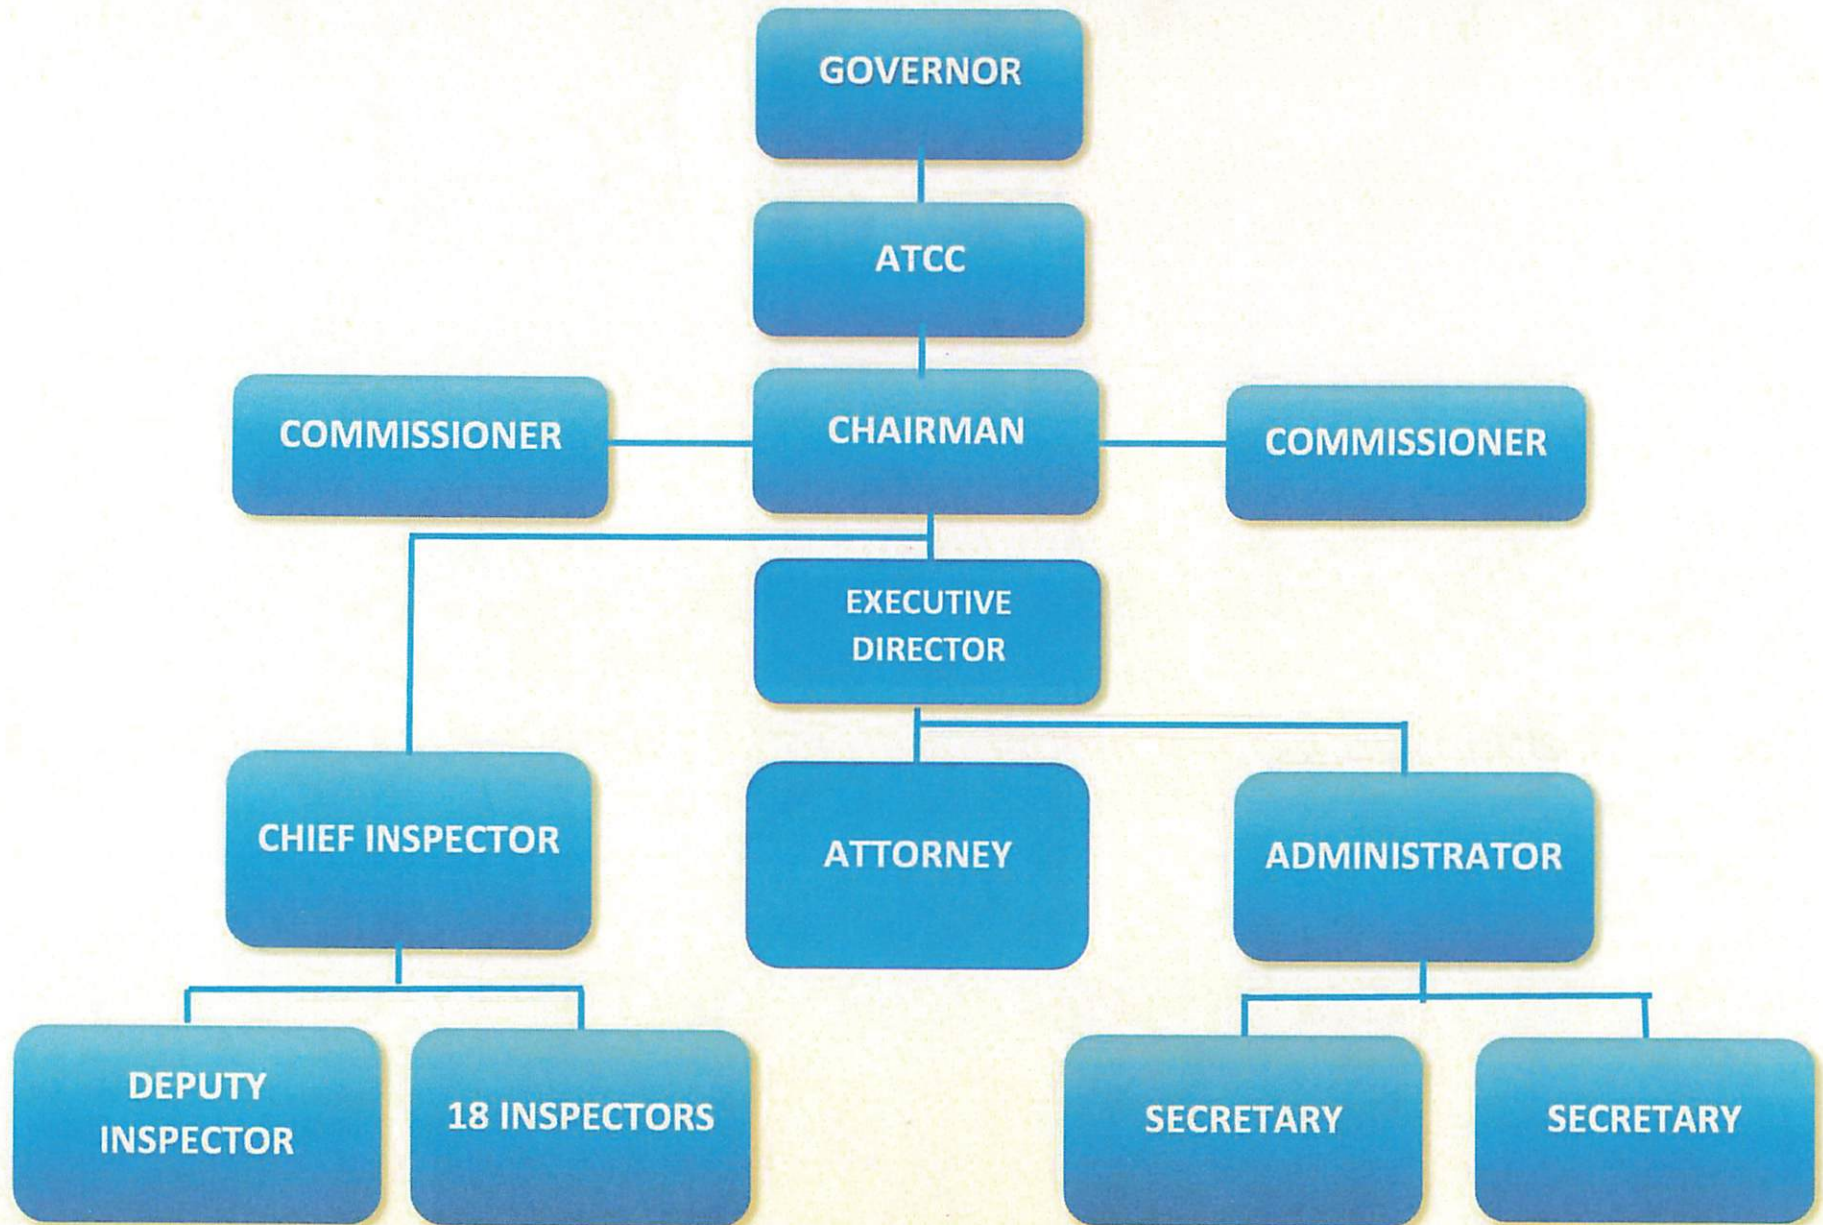 GOVERNOR
ATCC
COMMISSIONER
CHAIRMAN
COMMISSIONER
EXECUTIVE
DIRECTOR
CHIEF INSPECTOR
ATTORNEY
ADMINISTRATOR
DEPUTY
INSPECTOR
18 INSPECTORS
SECRETARY
SECRETARY